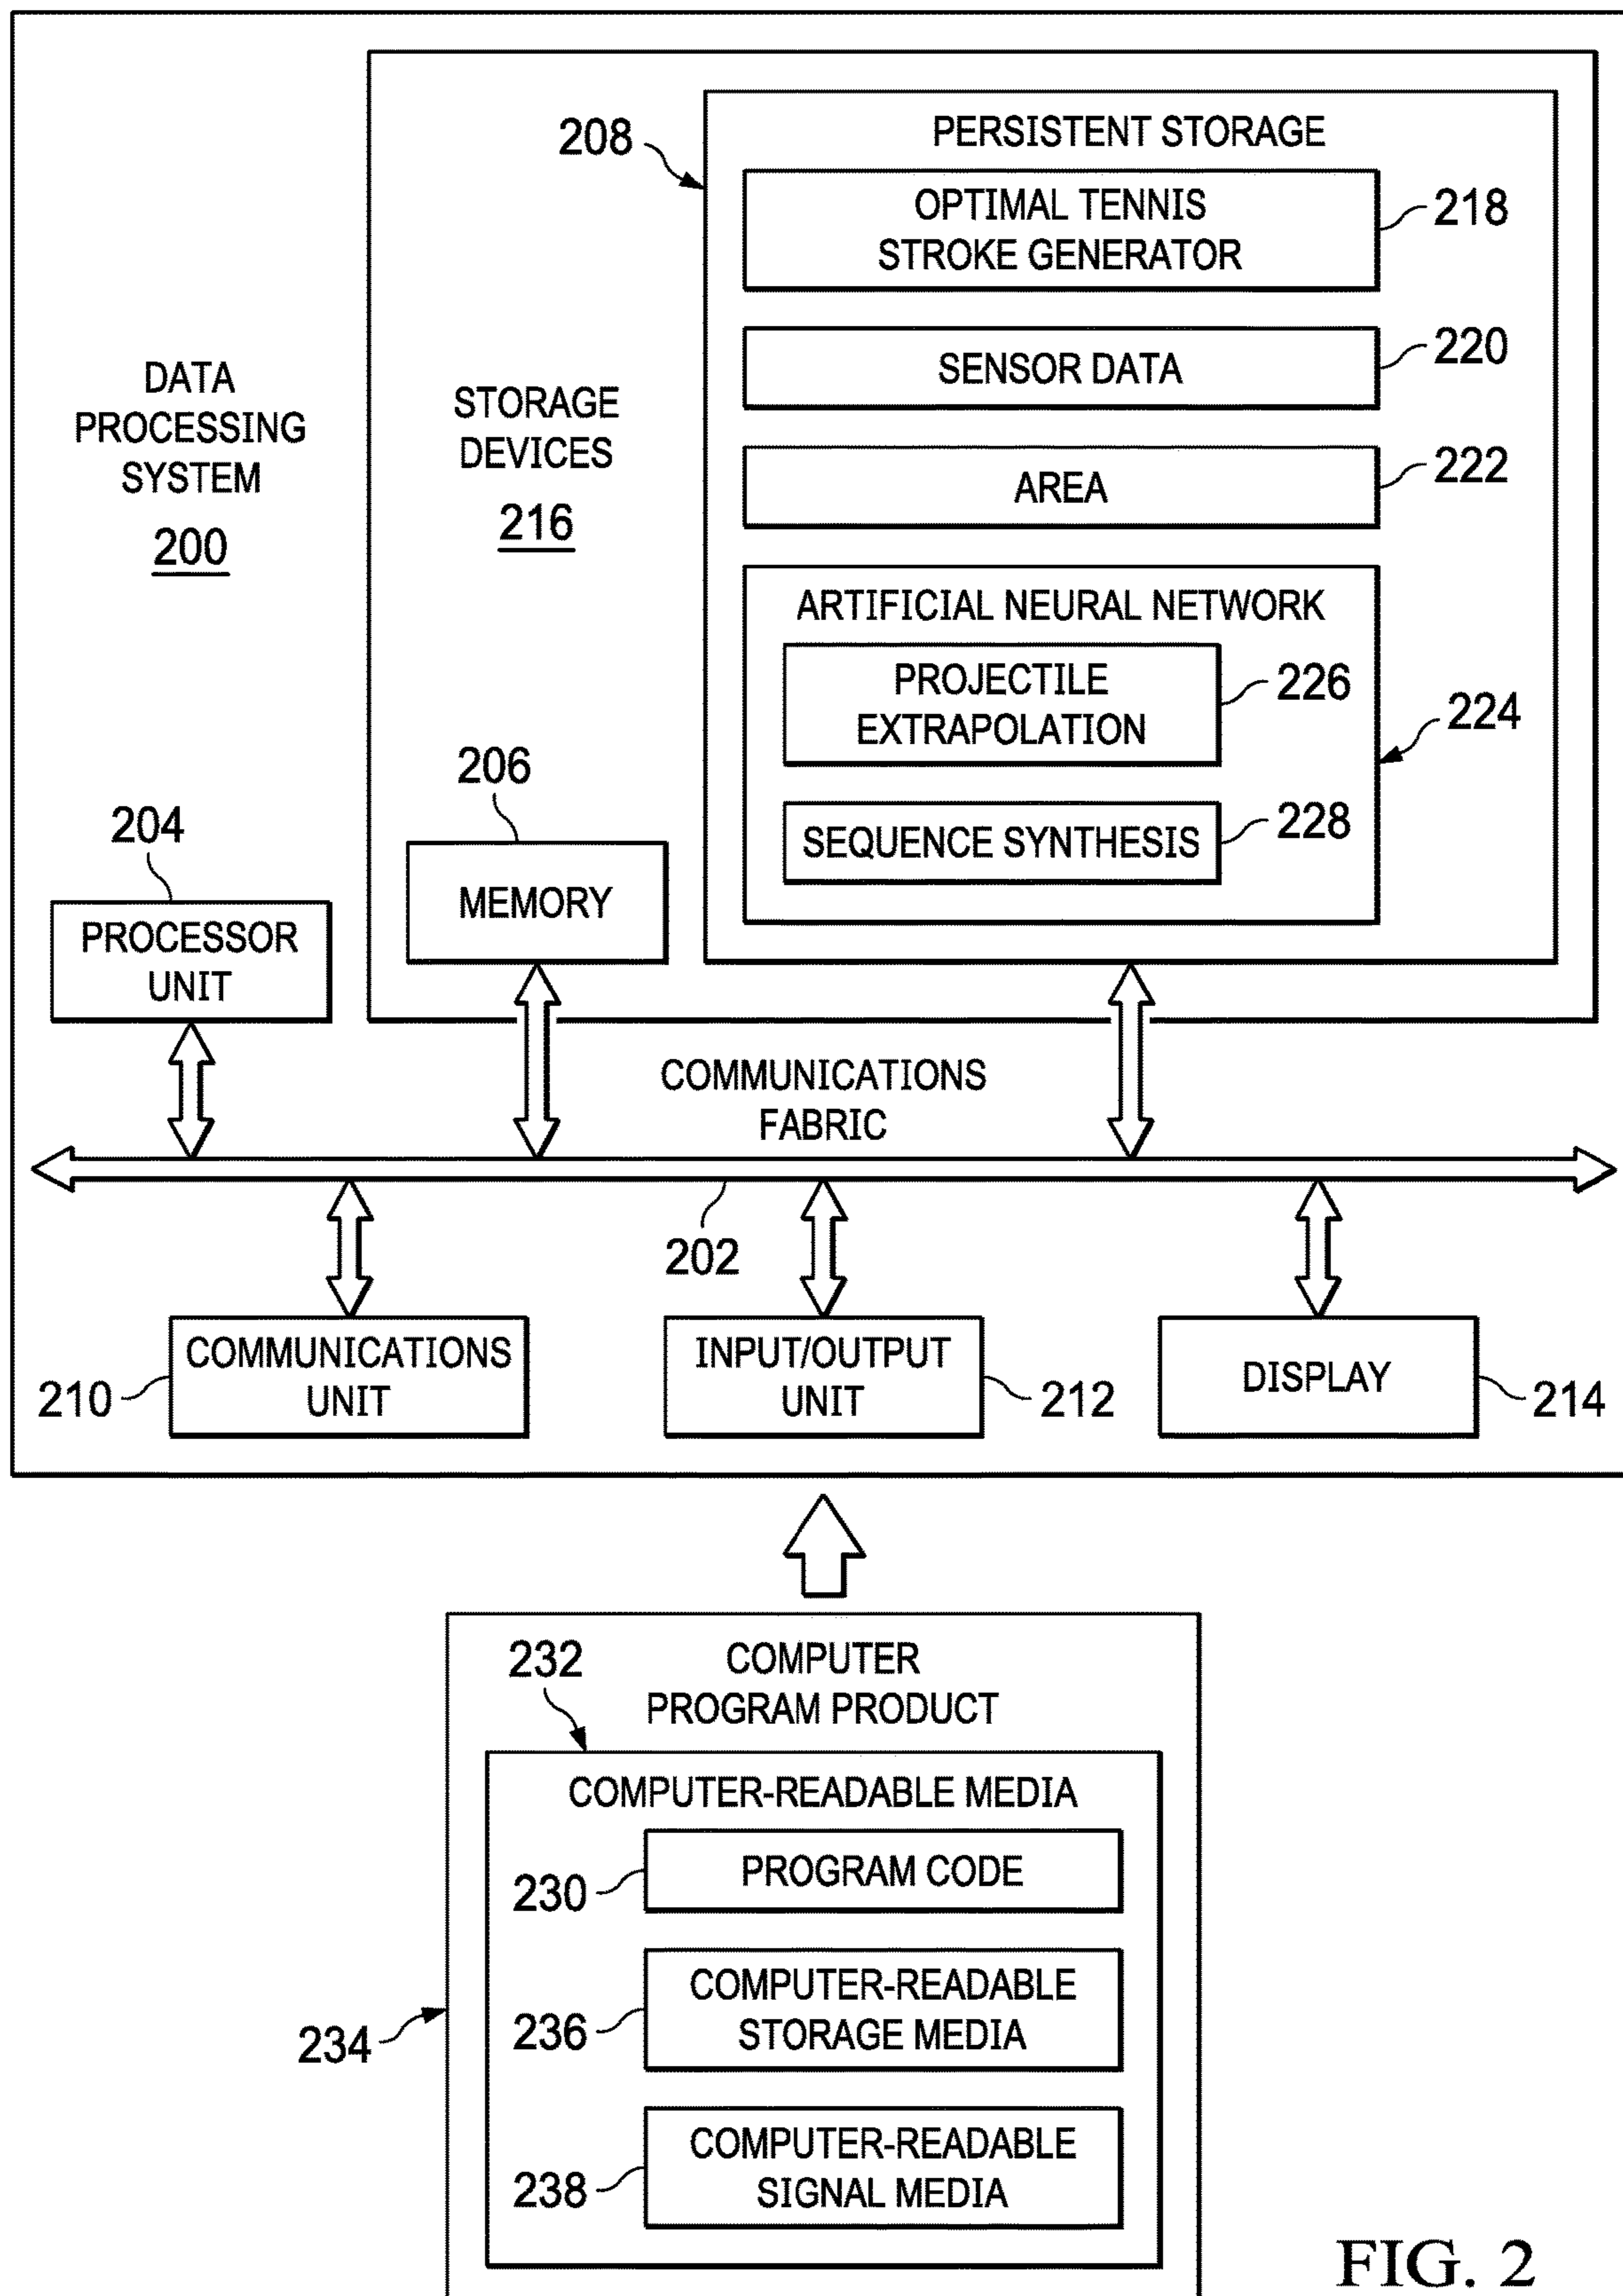 208
PERSISTENT STORAGE
OPTIMAL TENNIS
STROKE GENERATOR
218
SENSOR DATA
220
AREA
222
DATA
PROCESSING
SYSTEM
200
STORAGE
DEVICES
216
ARTIFICIAL NEURAL NETWORK
PROJECTILE
EXTRAPOLATION
226
224
SEQUENCE SYNTHESIS
228
206
MEMORY
204
PROCESSOR
UNIT
COMMUNICATIONS
FABRIC
202
COMMUNICATIONS
UNIT
210
INPUT/OUTPUT
UNIT
212
DISPLAY
214
COMPUTER
PROGRAM PRODUCT
232
COMPUTER-READABLE MEDIA
PROGRAM CODE
230
COMPUTER-READABLE
STORAGE MEDIA
236
234
COMPUTER-READABLE
SIGNAL MEDIA
238
FIG. 2